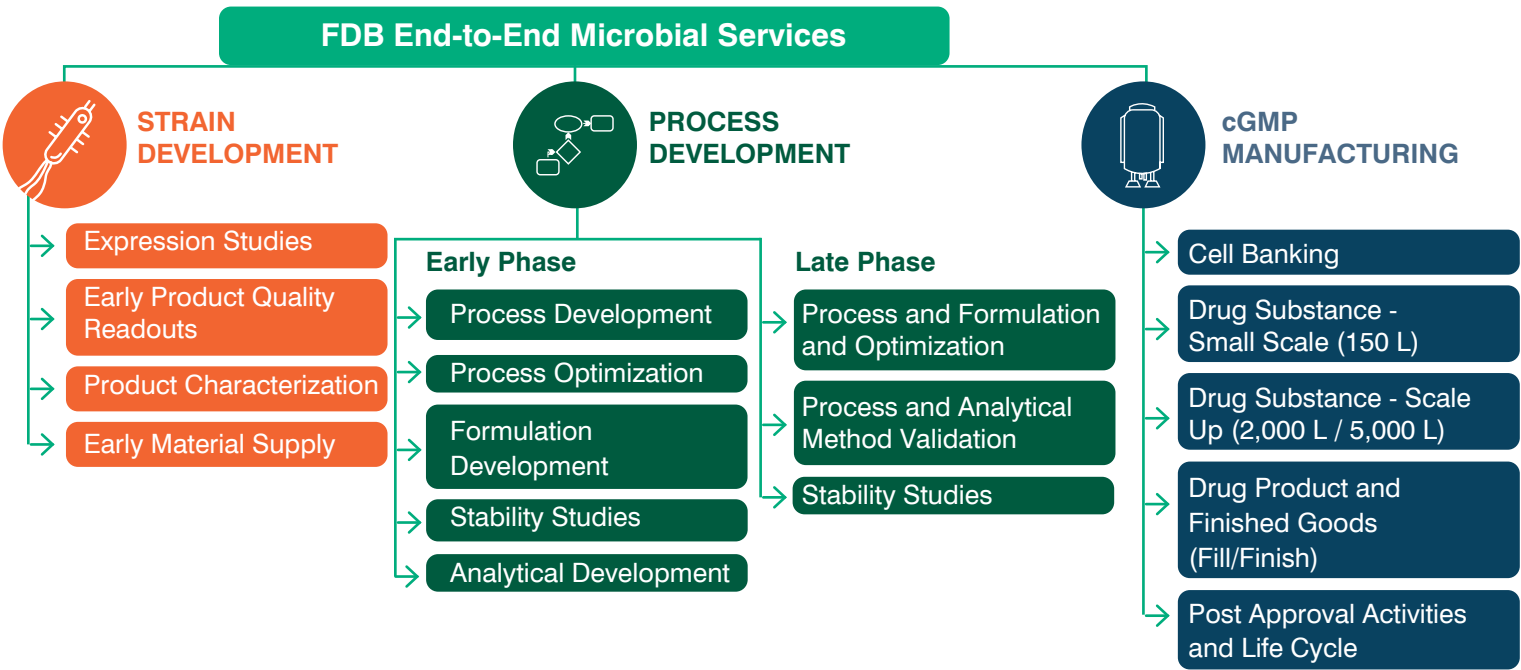 FDB End-to-End Microbial Services
STRAIN
DEVELOPMENT
Expression Studies
Early Product Quality
Readouts
Product Characterization
Early Material Supply
PROCESS
DEVELOPMENT
Early Phase
Process Development
Process Optimization
Formulation
Development
Stability Studies
Analytical Development
Late Phase
Process and Formulation
and Optimization
Process and Analytical
Method Validation
Stability Studies
cGMP
MANUFACTURING
Cell Banking
Drug Substance -
Small Scale (150 L)
Drug Substance - Scale
Up (2,000 L / 5,000 L)
Drug Product and
Finished Goods
(Fill/Finish)
Post Approval Activities
and Life Cycle